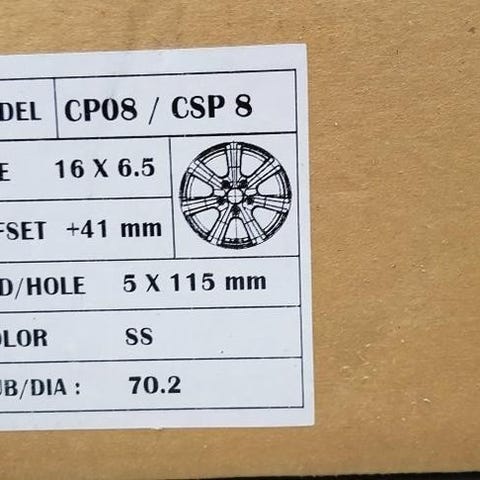 DEL CP08 / CSP 8
E 16 X 6.5
FSET +41 mm
D/HOLE 5 X 115 mm
OLOR SS
UB/DIA : 70.2